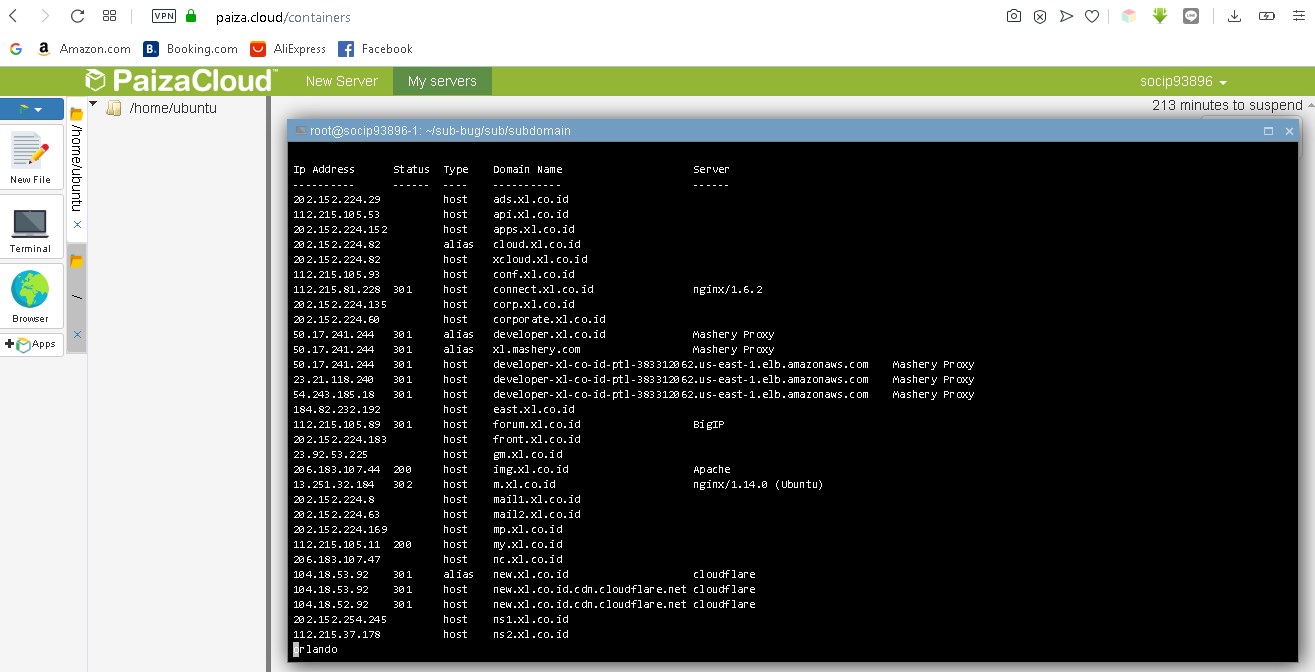 VPN paiza.cloud/containers
G a Amazon.com B. Booking.com AliExpress f Facebook
PaizaCloud™ New Server My servers socip93896
213 minutes to suspend
/home/ubuntu
/home/ubuntu
/
New File
Terminal
Browser
Apps
root@socip93896-1: ~/sub-bug/sub/subdomain
Ip Address Status Type Domain Name Server
---------- ------ ---- ----------- ------
202.152.224.29 host ads.xl.co.id
112.215.105.53 host api.xl.co.id
202.152.224.152 host apps.xl.co.id
202.152.224.82 alias cloud.xl.co.id
202.152.224.82 host xcloud.xl.co.id
112.215.105.93 host conf.xl.co.id
112.215.81.228 301 host connect.xl.co.id nginx/1.6.2
202.152.224.135 host corp.xl.co.id
202.152.224.60 host corporate.xl.co.id
50.17.241.244 301 alias developer.xl.co.id Mashery Proxy
50.17.241.244 301 alias xl.mashery.com Mashery Proxy
50.17.241.244 301 host developer-xl-co-id-ptl-383312062.us-east-1.elb.amazonaws.com Mashery Proxy
23.21.118.240 301 host developer-xl-co-id-ptl-383312062.us-east-1.elb.amazonaws.com Mashery Proxy
54.243.185.18 301 host developer-xl-co-id-ptl-383312062.us-east-1.elb.amazonaws.com Mashery Proxy
184.82.232.192 host east.xl.co.id
112.215.105.89 301 host forum.xl.co.id BigIP
202.152.224.183 host front.xl.co.id
23.92.53.225 host gm.xl.co.id
206.183.107.44 200 host img.xl.co.id Apache
13.251.32.184 302 host m.xl.co.id nginx/1.14.0 (Ubuntu)
202.152.224.8 host mail1.xl.co.id
202.152.224.63 host mail2.xl.co.id
202.152.224.169 host mp.xl.co.id
112.215.105.11 200 host my.xl.co.id
206.183.107.47 host nc.xl.co.id
104.18.53.92 301 alias new.xl.co.id cloudflare
104.18.53.92 301 host new.xl.co.id.cdn.cloudflare.net cloudflare
104.18.52.92 301 host new.xl.co.id.cdn.cloudflare.net cloudflare
202.152.254.245 host ns1.xl.co.id
112.215.37.178 host ns2.xl.co.id
orlando